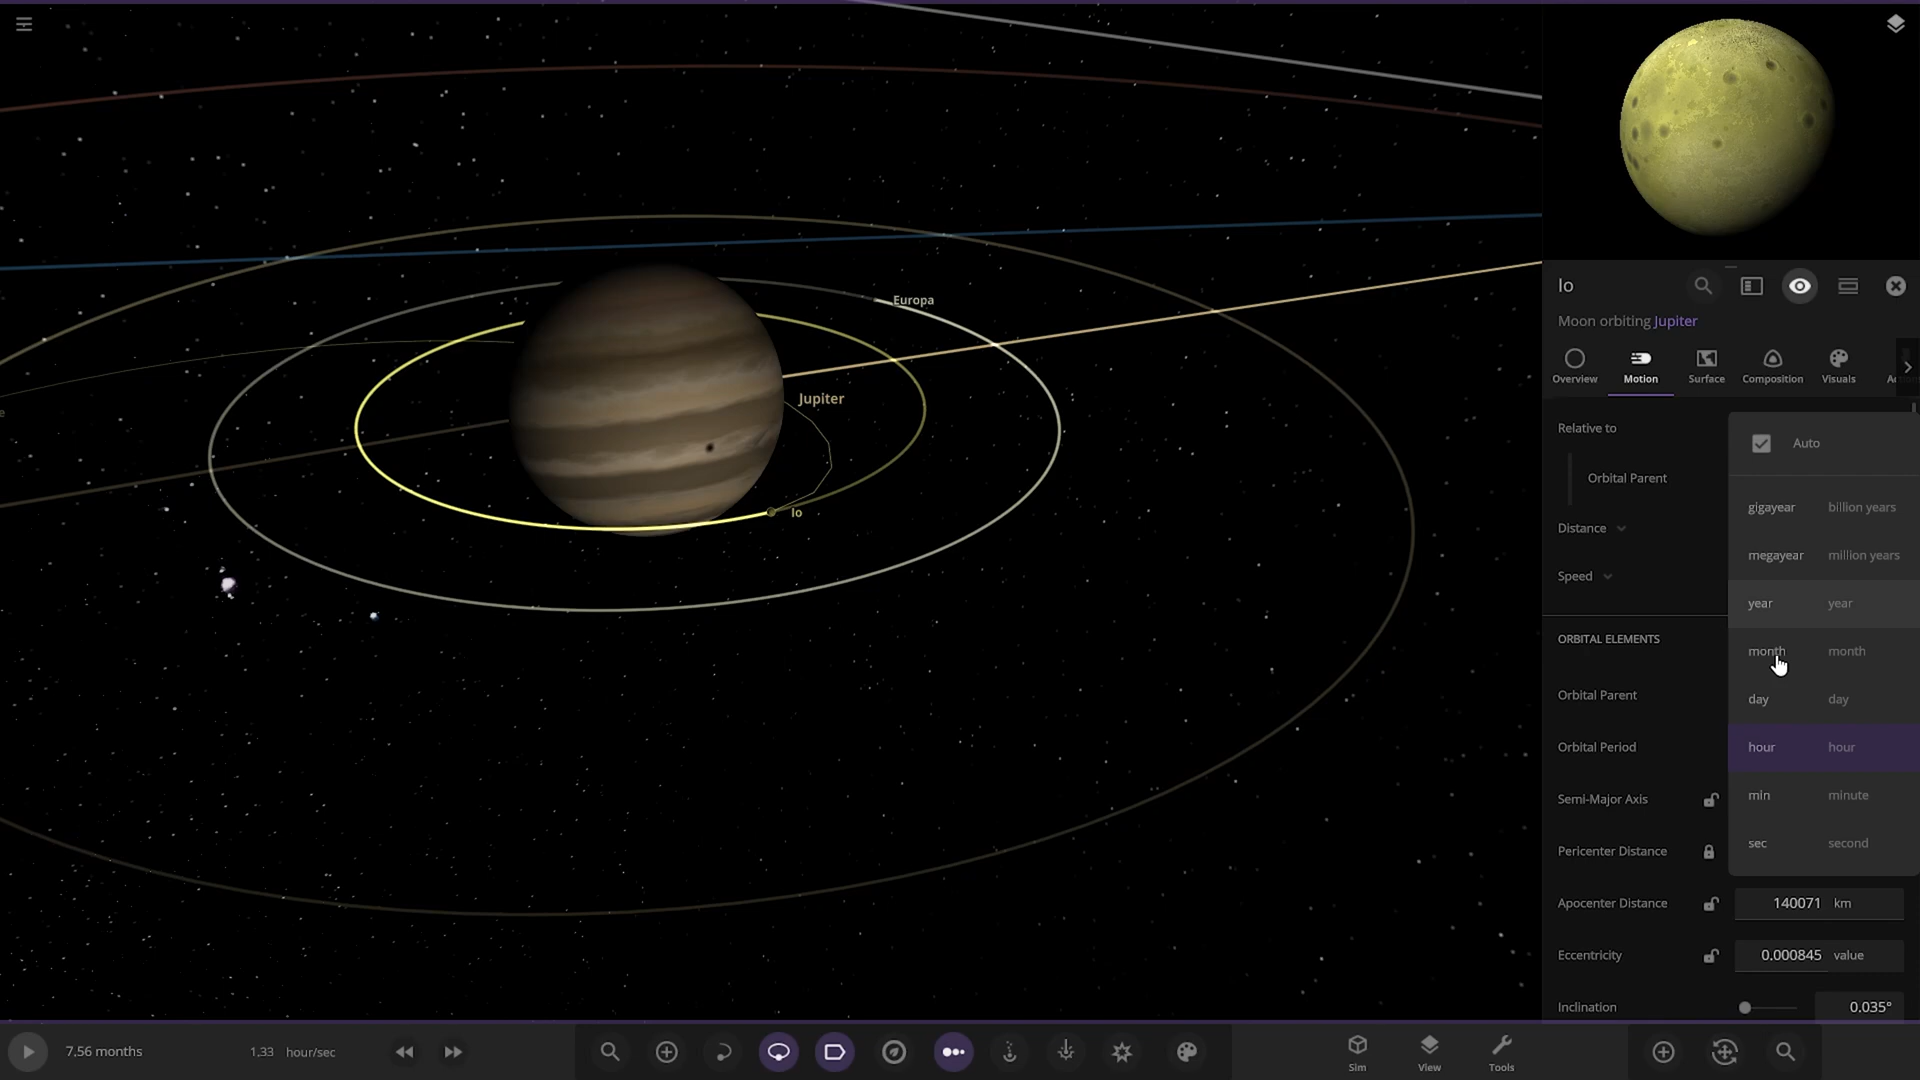 Europa
Jupiter
Io
e
Io
Moon orbiting Jupiter
Overview
Motion
Surface
Composition
Visuals
Relative to
Auto
Orbital Parent
gigayear billion years
Distance
megayear million years
Speed
year year
ORBITAL ELEMENTS
month month
Orbital Parent
day day
Orbital Period
hour hour
Semi-Major Axis
min minute
Pericenter Distance
sec second
Apocenter Distance 140071 km
Eccentricity 0.000845 value
Inclination 0.035°
7.56 months
1.33 hour/sec
Sim
View
Tools